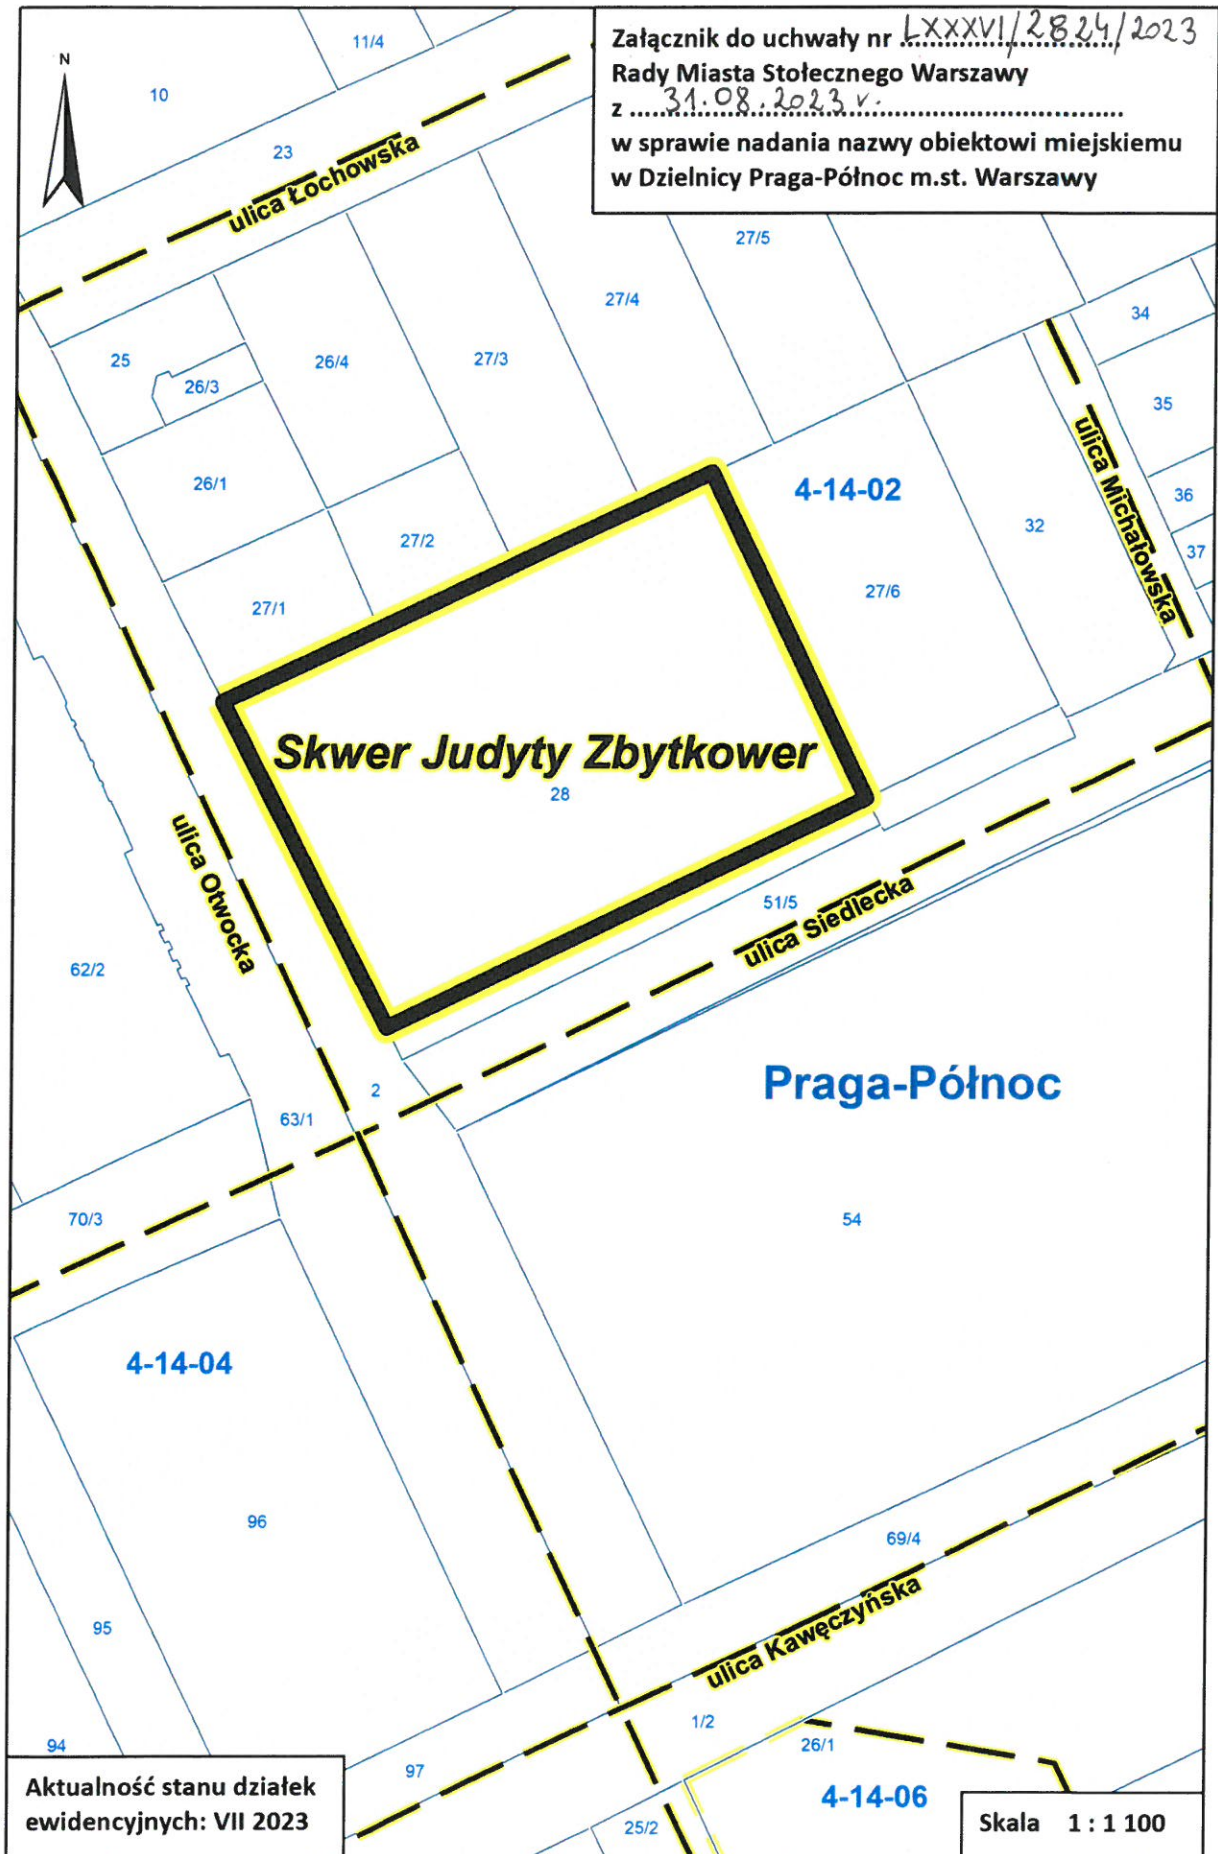 Załącznik do uchwały nr LXXXVI/2824/2023
Rady Miasta Stołecznego Warszawy
z 31.08.2023 r.
w sprawie nadania nazwy obiektowi miejskiemu
w Dzielnicy Praga-Północ m.st. Warszawy
N
11/4
10
23
ulica Łochowska
27/5
27/4
34
25
26/3
26/4
27/3
35
ulica Michałowska
26/1
4-14-02
36
32
27/2
37
27/6
27/1
Skwer Judyty Zbytkower
28
ulica Otwocka
51/5
ulica Siedlecka
62/2
Praga-Północ
2
63/1
70/3
54
4-14-04
96
69/4
95
ulica Kawęczyńska
1/2
94
26/1
97
4-14-06
25/2
Aktualność stanu działek
ewidencyjnych: VII 2023
Skala 1 : 1 100